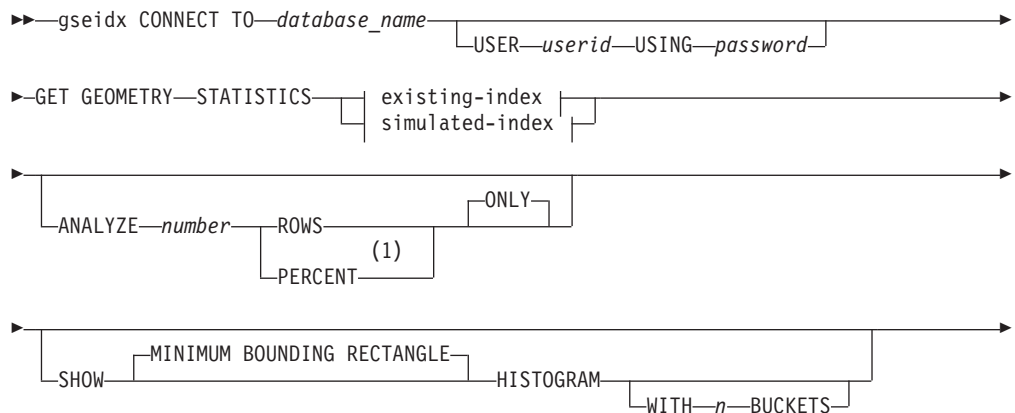 gseidx CONNECT TO database_name
USER userid USING password
GET GEOMETRY STATISTICS existing-index
simulated-index
ONLY
ANALYZE number ROWS
(1)
PERCENT
MINIMUM BOUNDING RECTANGLE
SHOW HISTOGRAM
WITH n BUCKETS